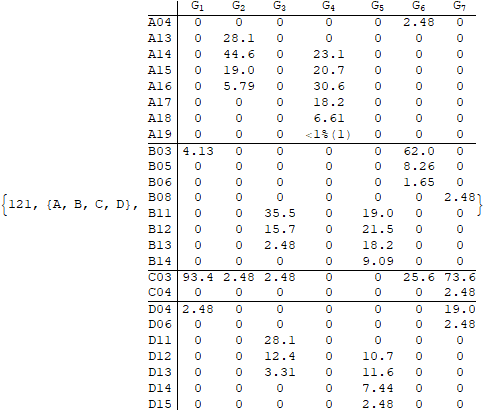 G1 G2 G3 G4 G5 G6 G7
A04 0 0 0 0 0 2.48 0
A13 0 28.1 0 0 0 0 0
A14 0 44.6 0 23.1 0 0 0
A15 0 19.0 0 20.7 0 0 0
A16 0 5.79 0 30.6 0 0 0
A17 0 0 0 18.2 0 0 0
A18 0 0 0 6.61 0 0 0
A19 0 0 0 <1%(1) 0 0 0
B03 4.13 0 0 0 0 62.0 0
B05 0 0 0 0 0 8.26 0
B06 0 0 0 0 0 1.65 0
B08 0 0 0 0 0 0 2.48
{121, {A, B, C, D},
B11 0 0 35.5 0 19.0 0 0
B12 0 0 15.7 0 21.5 0 0
B13 0 0 2.48 0 18.2 0 0
B14 0 0 0 0 9.09 0 0
C03 93.4 2.48 2.48 0 0 25.6 73.6
C04 0 0 0 0 0 0 2.48
D04 2.48 0 0 0 0 0 19.0
D06 0 0 0 0 0 0 2.48
D11 0 0 28.1 0 0 0 0
D12 0 0 12.4 0 10.7 0 0
D13 0 0 3.31 0 11.6 0 0
D14 0 0 0 0 7.44 0 0
D15 0 0 0 0 2.48 0 0